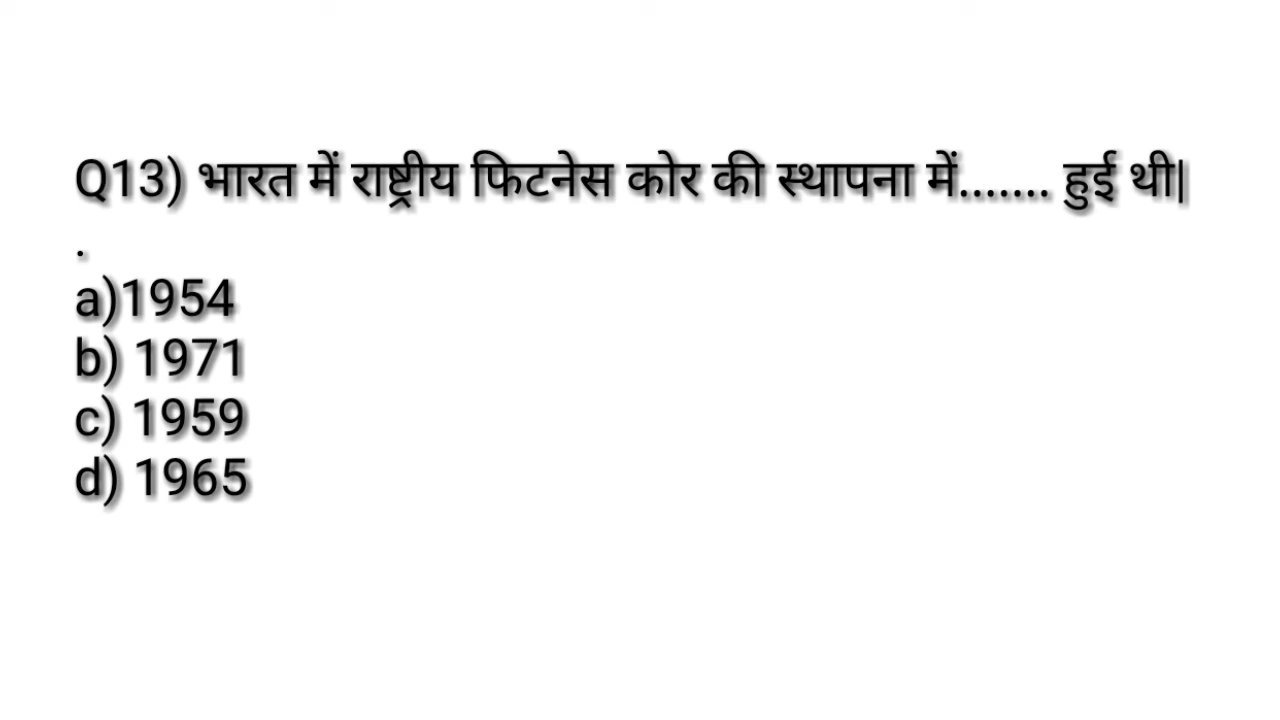 Q13) भारत में राष्ट्रीय फिटनेस कोर की स्थापना में....... हुई थी|
.
a)1954
b) 1971
c) 1959
d) 1965